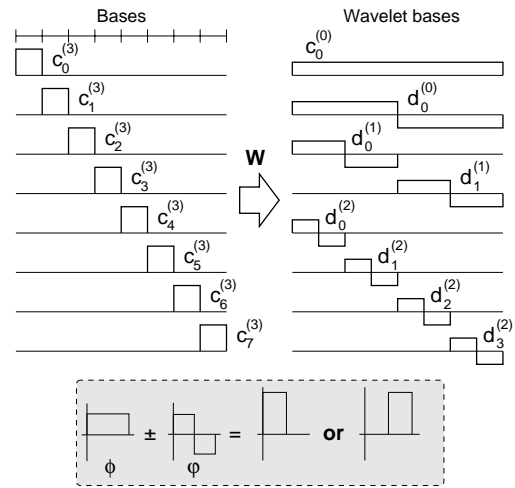 Bases
Wavelet bases
c₀⁽³⁾
c₁⁽³⁾
c₂⁽³⁾
c₃⁽³⁾
c₄⁽³⁾
c₅⁽³⁾
c₆⁽³⁾
c₇⁽³⁾
W
c₀⁽⁰⁾
d₀⁽⁰⁾
d₀⁽¹⁾
d₁⁽¹⁾
d₀⁽²⁾
d₁⁽²⁾
d₂⁽²⁾
d₃⁽²⁾
± = or
ϕ φ